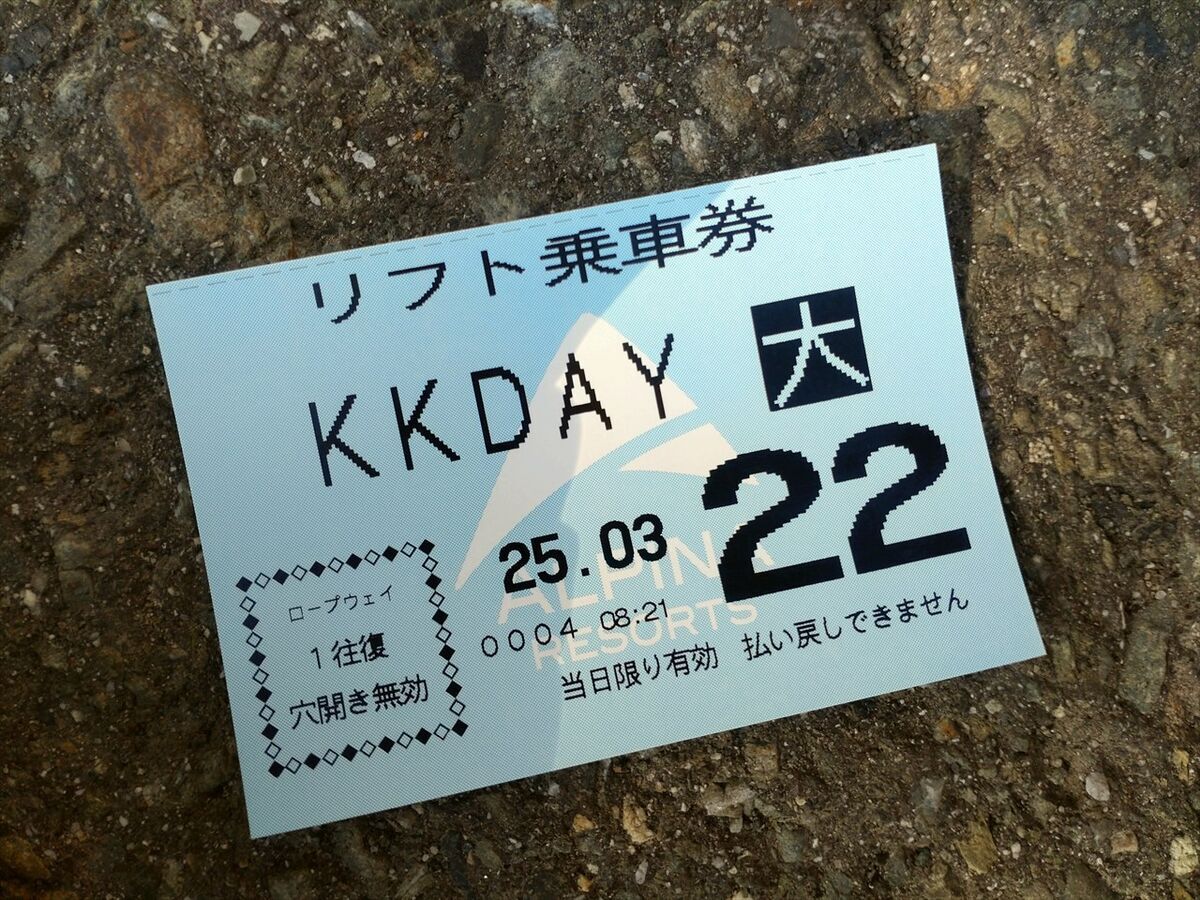 リフト乗車券
KKDAY 大
25.03 22
ALPINA
RESORTS
0004 08:21
当日限り有効 払い戻しできません
ロープウェイ
1往復
穴開き無効